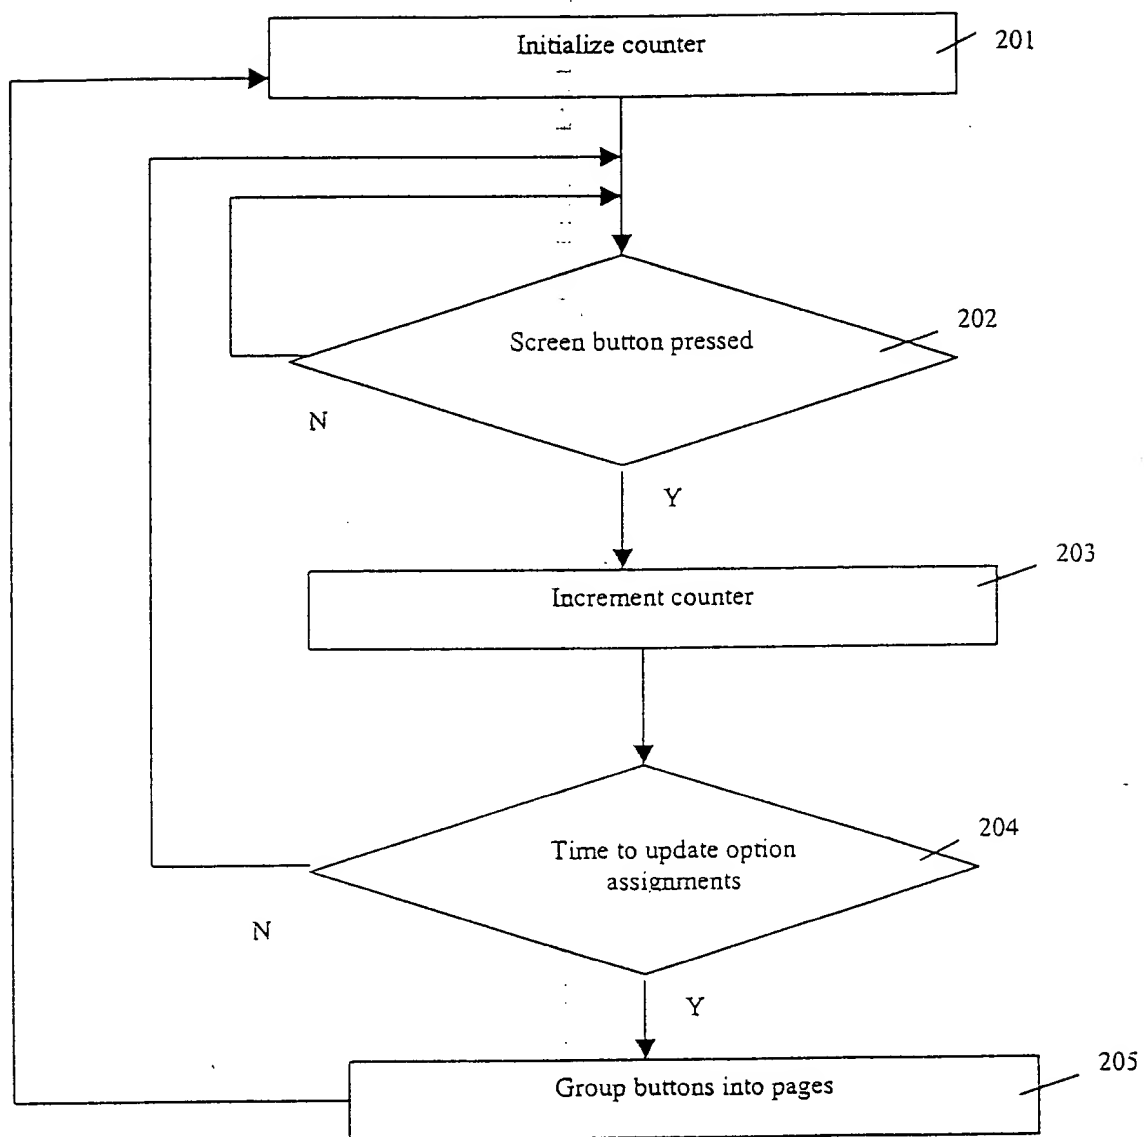 Initialize counter
201
Screen button pressed
202
N
Y
203
Increment counter
204
Time to update option
assignments
N
Y
Group buttons into pages
205